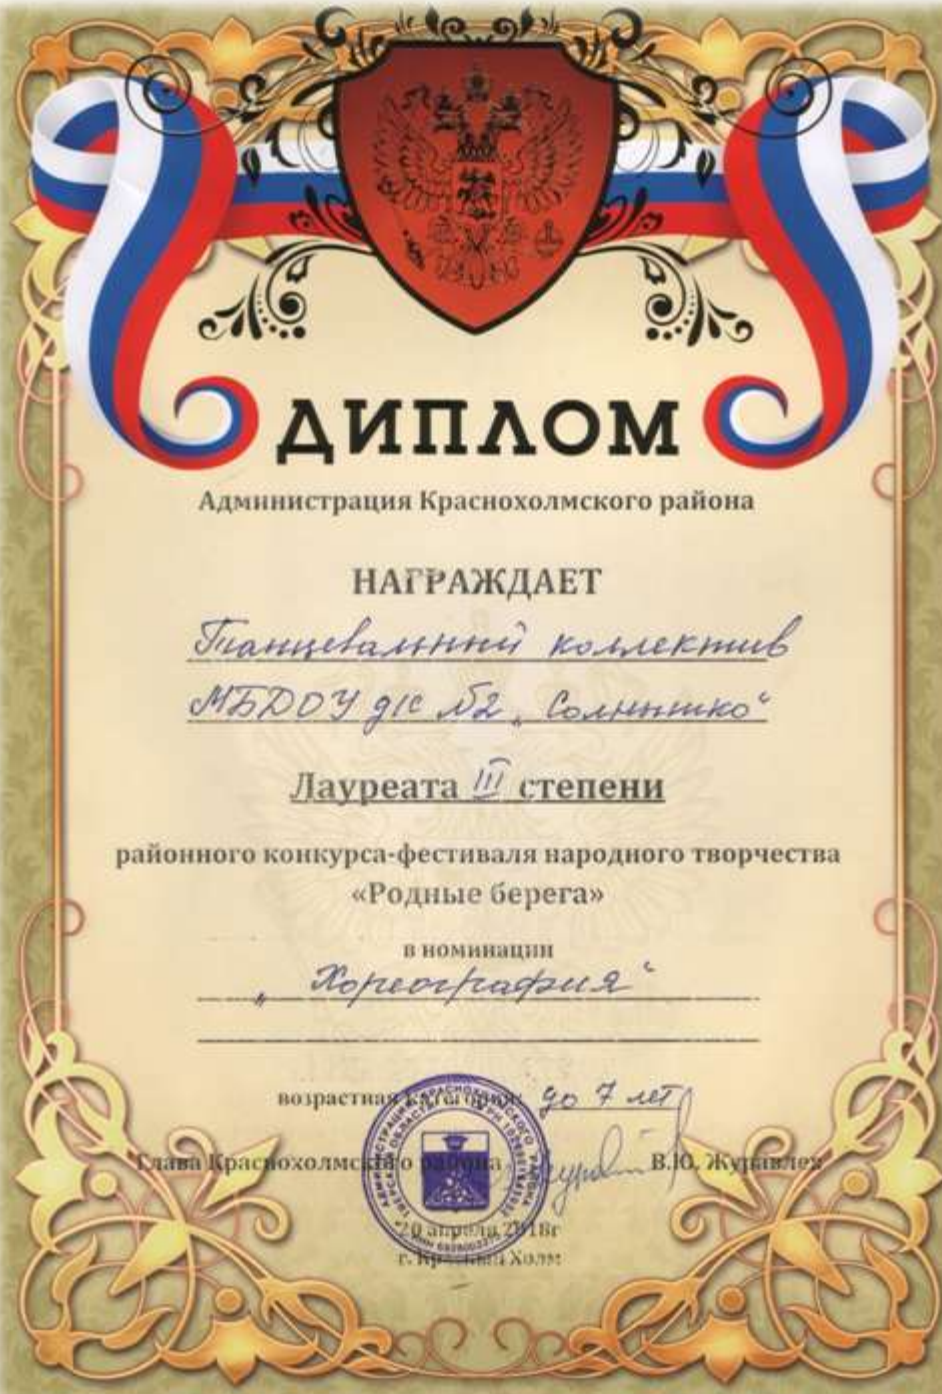 ДИПЛОМ
Администрация Краснохолмского района
НАГРАЖДАЕТ
Танцевальный коллектив
МБДОУ д/с №2 „Солнышко“
Лауреата III степени
районного конкурса-фестиваля народного творчества
«Родные берега»
в номинации
„Хореография“
возрастная категория: до 7 лет
Глава Краснохолмского района В.Ю. Журавлев
20 апреля 2018г
г. Красный Холм